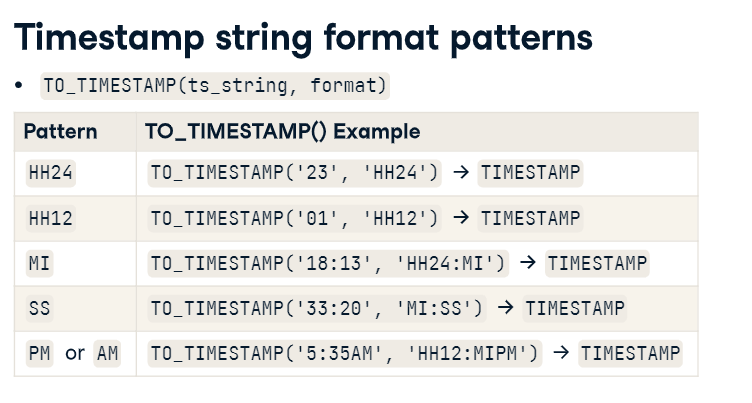 Timestamp string format patterns
• TO_TIMESTAMP(ts_string, format)
Pattern TO_TIMESTAMP() Example
HH24 TO_TIMESTAMP('23', 'HH24') → TIMESTAMP
HH12 TO_TIMESTAMP('01', 'HH12') → TIMESTAMP
MI TO_TIMESTAMP('18:13', 'HH24:MI') → TIMESTAMP
SS TO_TIMESTAMP('33:20', 'MI:SS') → TIMESTAMP
PM or AM TO_TIMESTAMP('5:35AM', 'HH12:MIPM') → TIMESTAMP